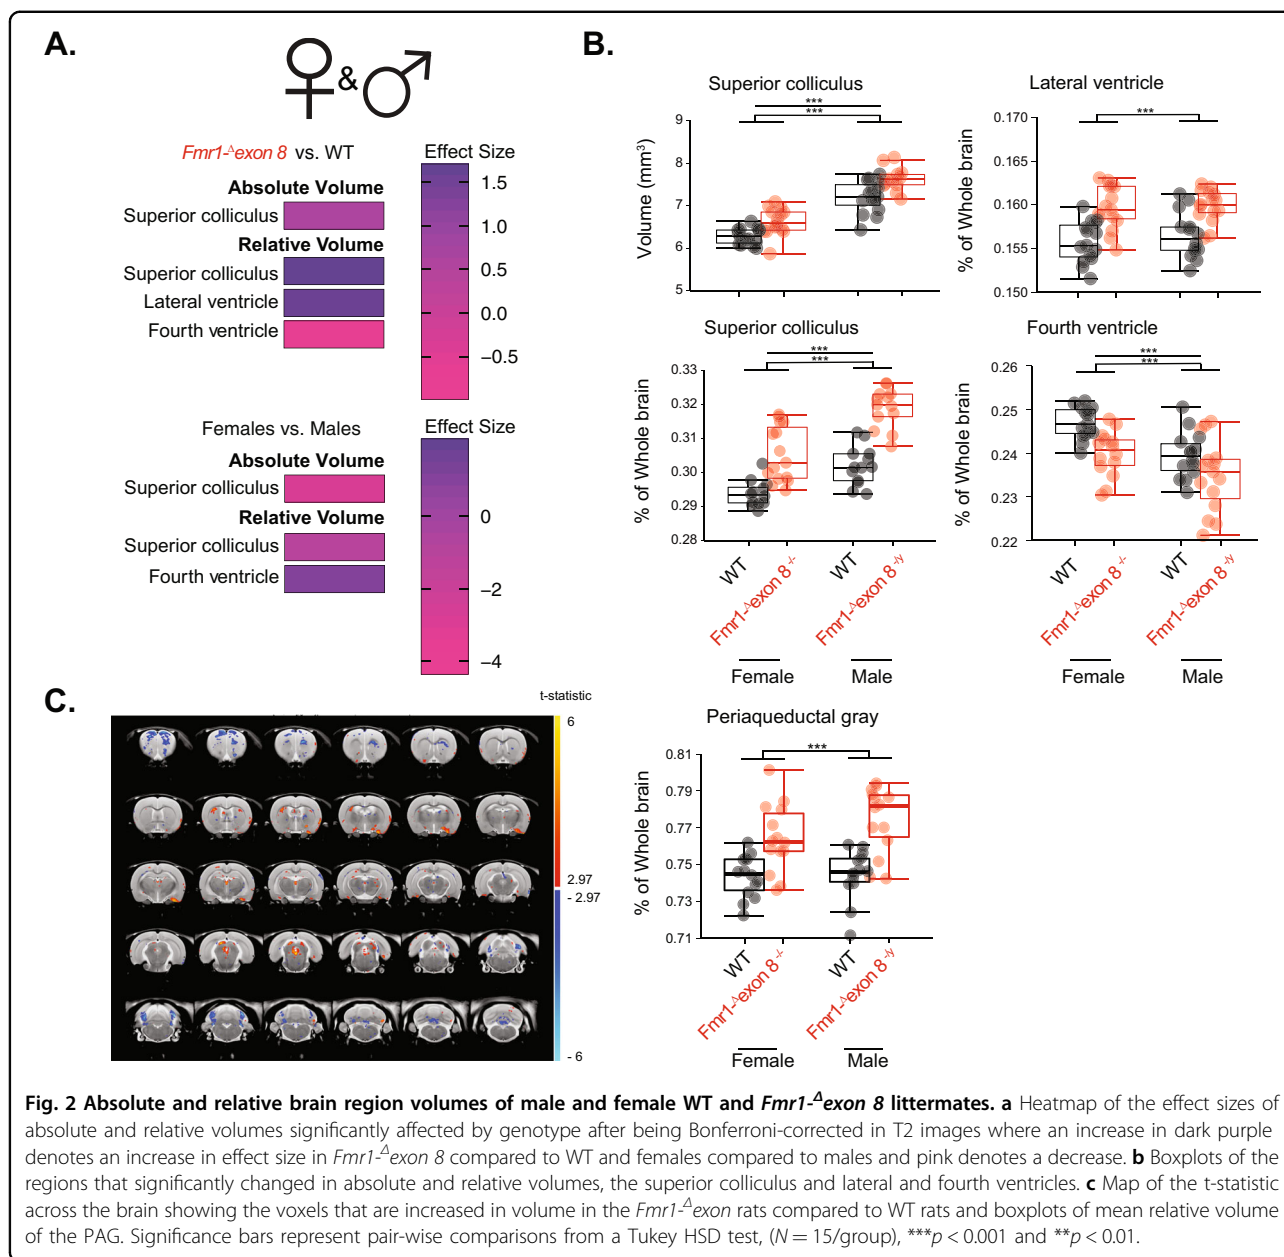 A.
♀ & ♂
Fmr1-Δexon 8 vs. WT
Effect Size
Absolute Volume
Superior colliculus
Relative Volume
Superior colliculus
Lateral ventricle
Fourth ventricle
1.5
1.0
0.5
0.0
−0.5
Females vs. Males
Effect Size
Absolute Volume
Superior colliculus
Relative Volume
Superior colliculus
Fourth ventricle
0
−2
−4
B.
Superior colliculus
***
***
Volume (mm³)
9
8
7
6
5
Lateral ventricle
***
% of Whole brain
0.170
0.165
0.160
0.155
0.150
Superior colliculus
***
***
% of Whole brain
0.33
0.32
0.31
0.30
0.29
0.28
WT
Fmr1-Δexon 8 -/-
WT
Fmr1-Δexon 8 -/y
Female
Male
Fourth ventricle
***
***
% of Whole brain
0.26
0.25
0.24
0.23
0.22
WT
Fmr1-Δexon 8 -/-
WT
Fmr1-Δexon 8 -/y
Female
Male
C.
t-statistic
6
2.97
- 2.97
- 6
Periaqueductal gray
***
% of Whole brain
0.81
0.79
0.77
0.75
0.73
0.71
WT
Fmr1-Δexon 8 -/-
WT
Fmr1-Δexon 8 -/y
Female
Male
Fig. 2 Absolute and relative brain region volumes of male and female WT and Fmr1-Δexon 8 littermates. a Heatmap of the effect sizes of
absolute and relative volumes significantly affected by genotype after being Bonferroni-corrected in T2 images where an increase in dark purple
denotes an increase in effect size in Fmr1-Δexon 8 compared to WT and females compared to males and pink denotes a decrease. b Boxplots of the
regions that significantly changed in absolute and relative volumes, the superior colliculus and lateral and fourth ventricles. c Map of the t-statistic
across the brain showing the voxels that are increased in volume in the Fmr1-Δexon rats compared to WT rats and boxplots of mean relative volume
of the PAG. Significance bars represent pair-wise comparisons from a Tukey HSD test, (N = 15/group), ***p < 0.001 and **p < 0.01.